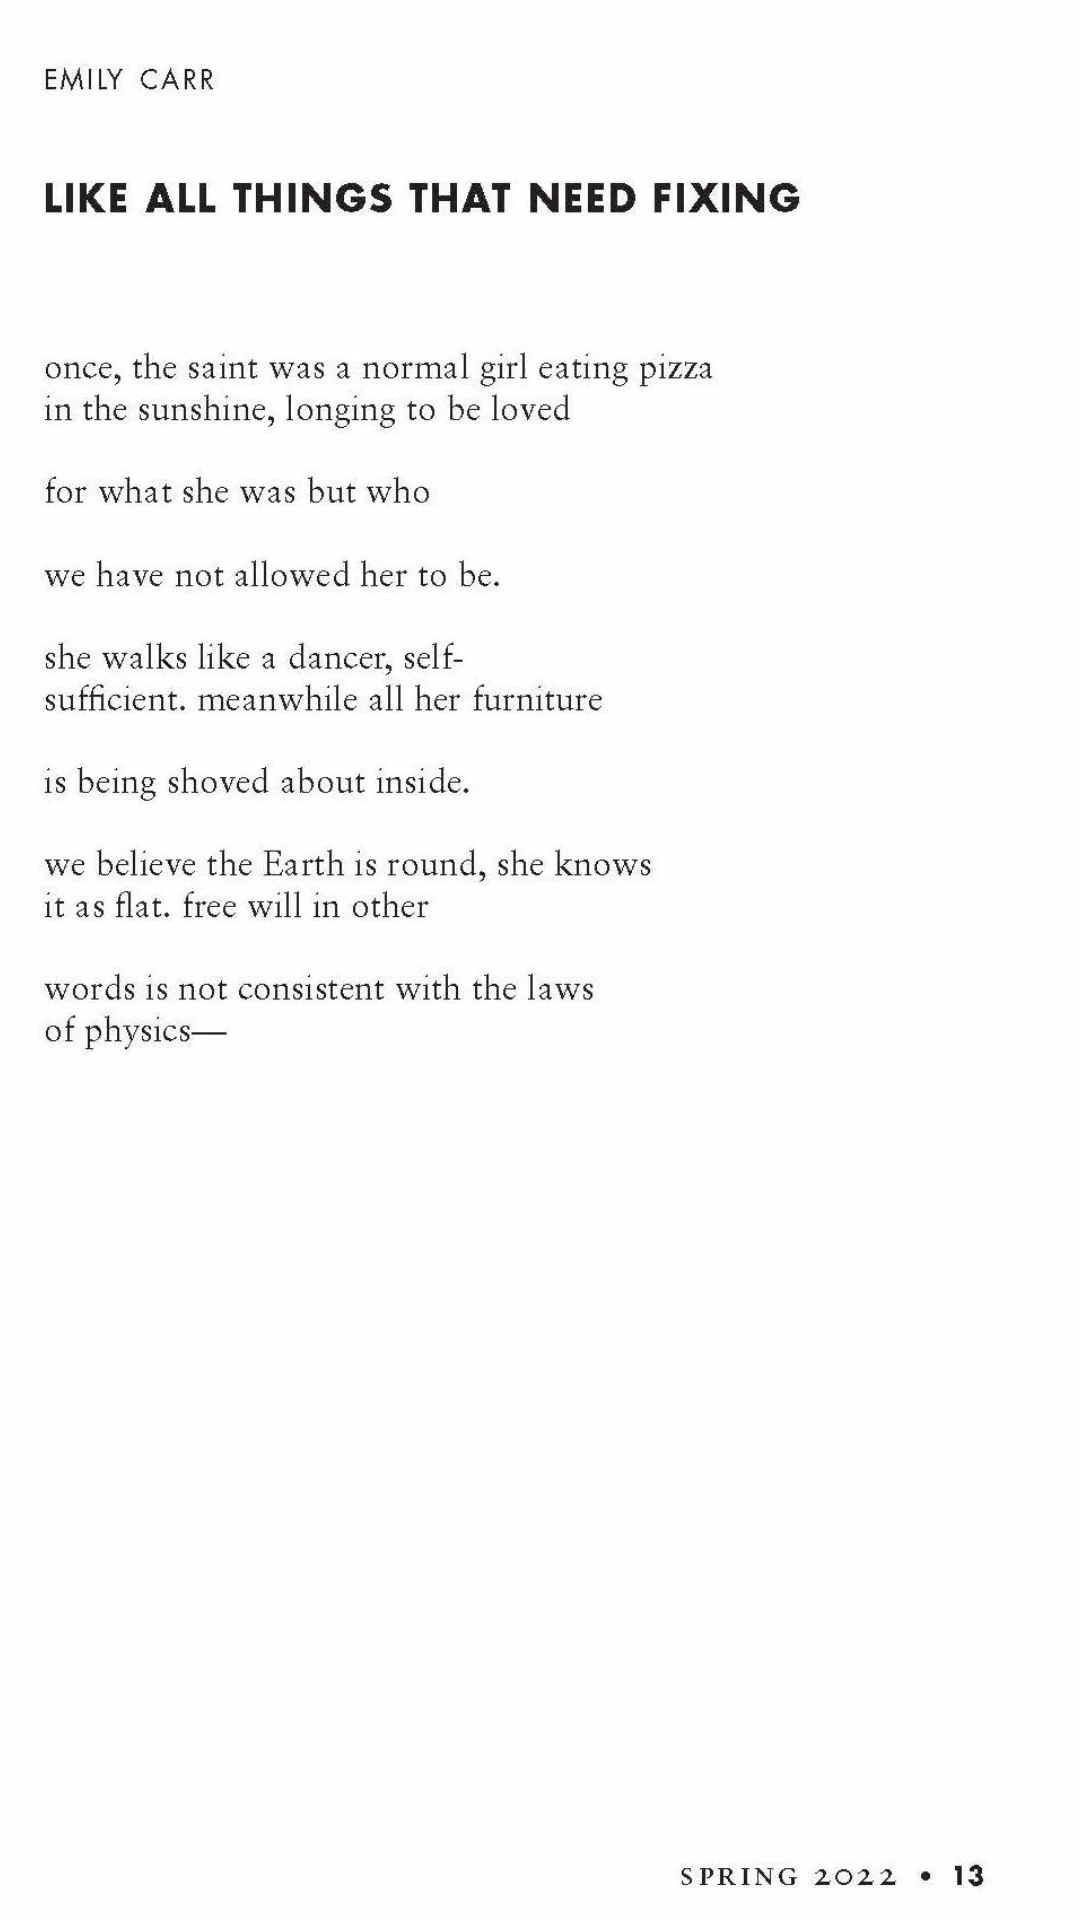 EMILY CARR
LIKE ALL THINGS THAT NEED FIXING
once, the saint was a normal girl eating pizza
in the sunshine, longing to be loved
for what she was but who
we have not allowed her to be.
she walks like a dancer, self-
sufficient. meanwhile all her furniture
is being shoved about inside.
we believe the Earth is round, she knows
it as flat. free will in other
words is not consistent with the laws
of physics—
SPRING 2022 • 13